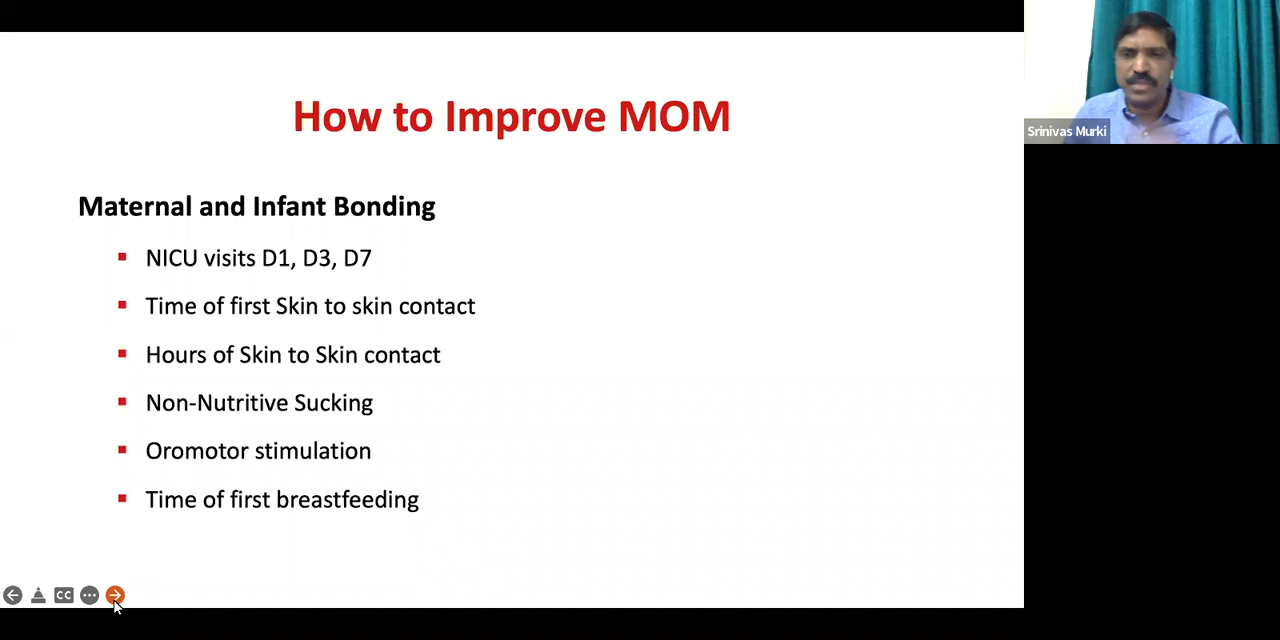 How to Improve MOM
Maternal and Infant Bonding
NICU visits D1, D3, D7
Time of first Skin to skin contact
Hours of Skin to Skin contact
Non-Nutritive Sucking
Oromotor stimulation
Time of first breastfeeding
CC
Srinivas Murki